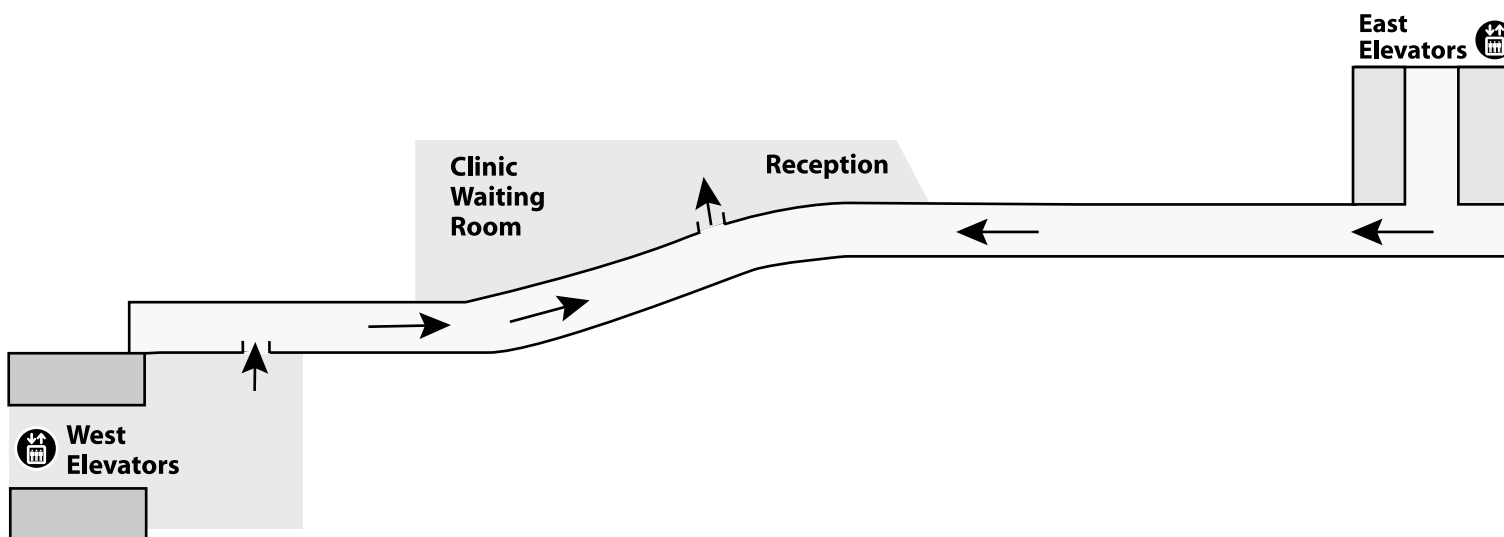 East
Elevators
Clinic
Waiting
Room
Reception
West
Elevators